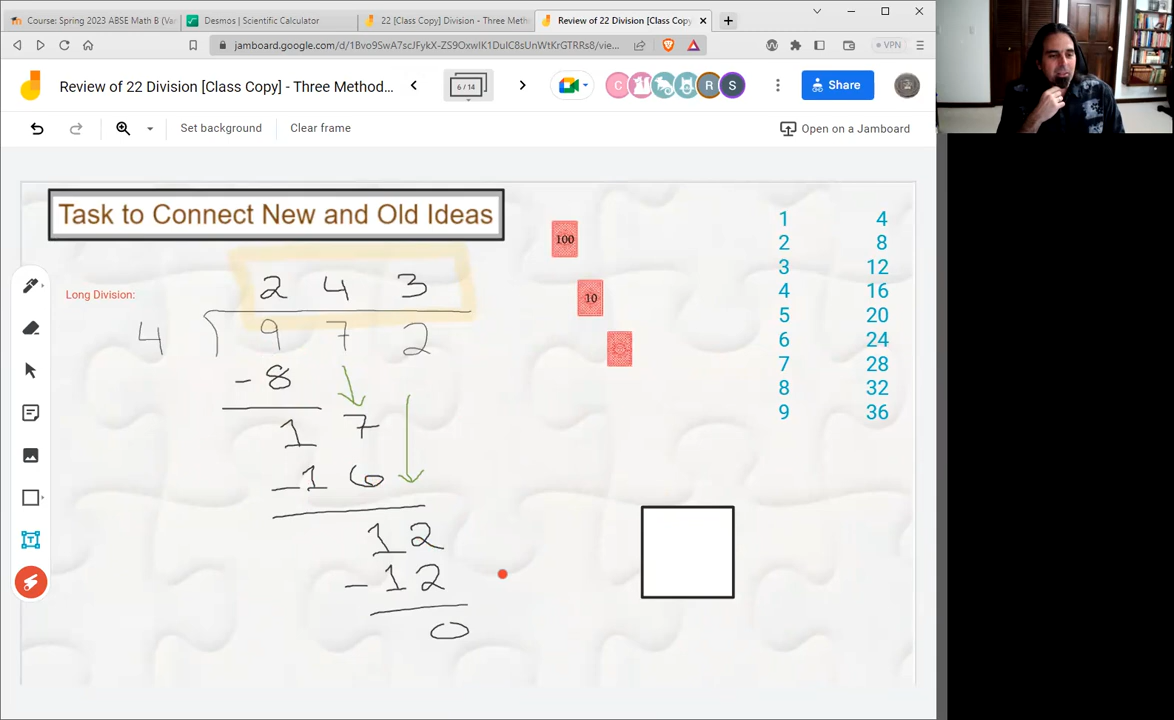 Course: Spring 2023 ABSE Math B (Va
Desmos | Scientific Calculator
22 [Class Copy] Division - Three Meth
Review of 22 Division [Class Copy
jamboard.google.com/d/1Bvo9SwA7scJFykX-ZS9OxwIK1DuIC8sUnWtKrGTRRs8/vie...
VPN
Review of 22 Division [Class Copy] - Three Method...
6 / 14
C
R
S
Share
Set background
Clear frame
Open on a Jamboard
Task to Connect New and Old Ideas
Long Division:
2 4 3
4 9 7 2
- 8
1 7
- 1 6
1 2
- 1 2
0
100
10
1 4
2 8
3 12
4 16
5 20
6 24
7 28
8 32
9 36